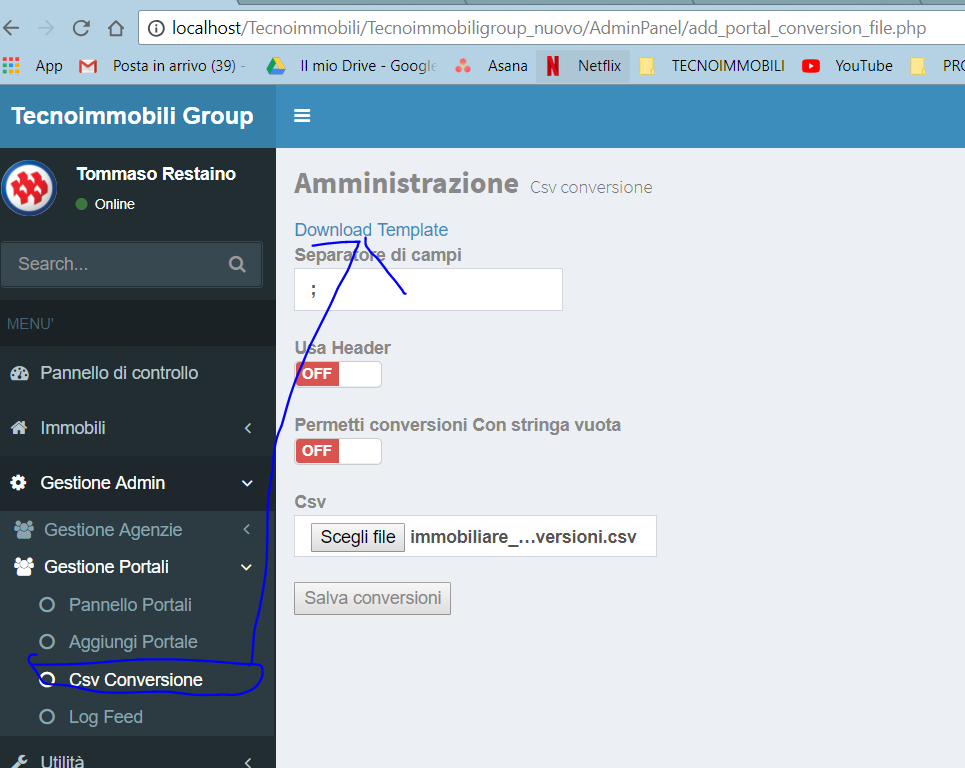 localhost/Tecnoimmobili/Tecnoimmobiligroup_nuovo/AdminPanel/add_portal_conversion_file.php
App Posta in arrivo (39) - Il mio Drive - Google Asana Netflix TECNOIMMOBILI YouTube PRO
Tecnoimmobili Group
Tommaso Restaino
Online
Search...
MENU'
Pannello di controllo
Immobili
Gestione Admin
Gestione Agenzie
Gestione Portali
Pannello Portali
Aggiungi Portale
Csv Conversione
Log Feed
Utilità
Amministrazione Csv conversione
Download Template
Separatore di campi
;
Usa Header
OFF
Permetti conversioni Con stringa vuota
OFF
Csv
Scegli file immobiliare_...versioni.csv
Salva conversioni